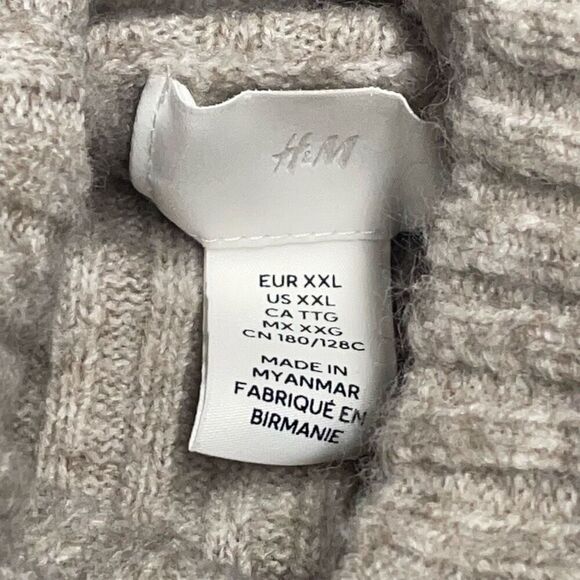 H&M
EUR XXL
US XXL
CA TTG
MX XXG
CN 180/128C
MADE IN
MYANMAR
FABRIQUÉ EN
BIRMANIE